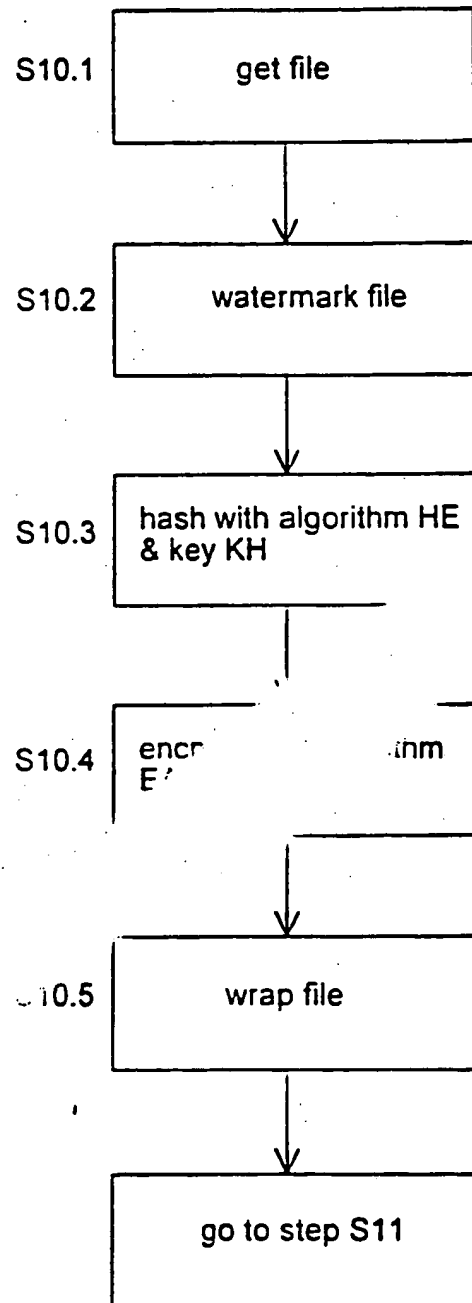 S10.1
get file
S10.2
watermark file
S10.3
hash with algorithm HE
& key KH
S10.4
10.5
wrap file
go to step S11